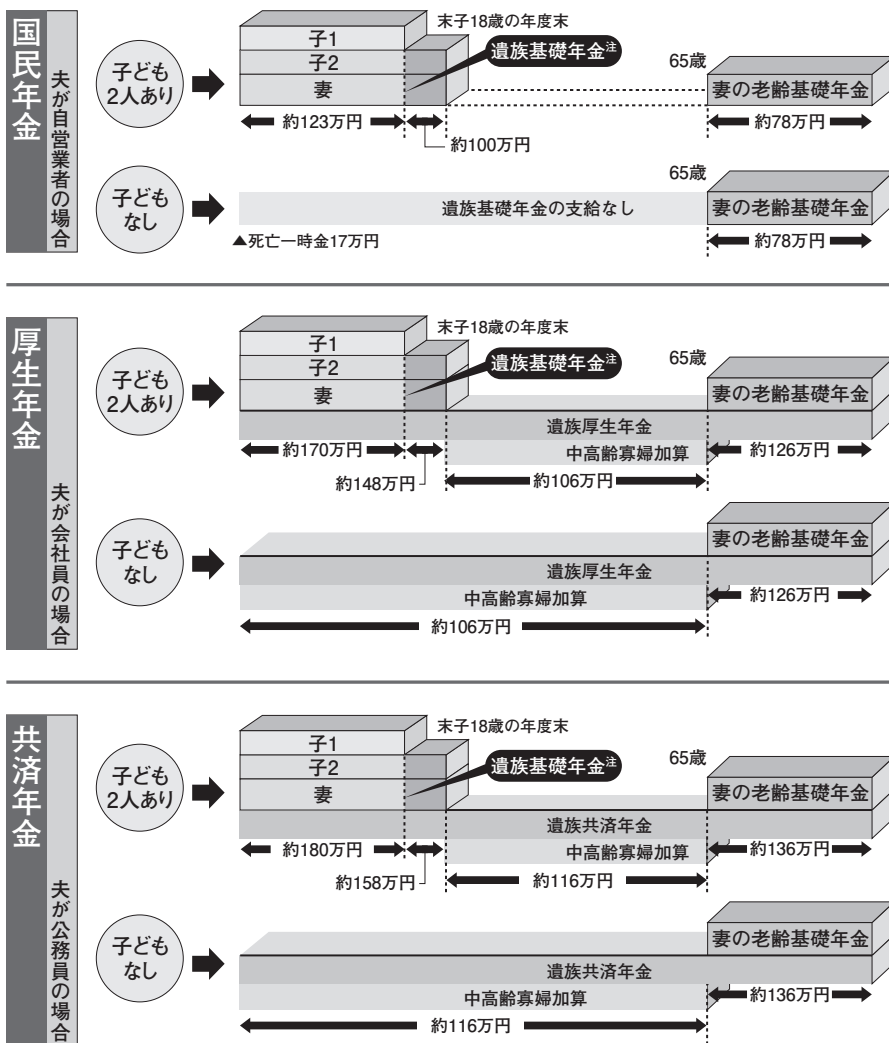 国民年金
夫が自営業者の場合
子ども
2人あり
子1
子2
妻
末子18歳の年度末
遺族基礎年金注
65歳
妻の老齢基礎年金
約123万円
約100万円
約78万円
子ども
なし
遺族基礎年金の支給なし
▲死亡一時金17万円
65歳
妻の老齢基礎年金
約78万円
厚生年金
夫が会社員の場合
子ども
2人あり
子1
子2
妻
末子18歳の年度末
遺族基礎年金注
65歳
妻の老齢基礎年金
遺族厚生年金
中高齢寡婦加算
約170万円
約148万円
約106万円
約126万円
子ども
なし
妻の老齢基礎年金
遺族厚生年金
中高齢寡婦加算
約126万円
約106万円
共済年金
夫が公務員の場合
子ども
2人あり
子1
子2
妻
末子18歳の年度末
遺族基礎年金注
65歳
妻の老齢基礎年金
遺族共済年金
中高齢寡婦加算
約180万円
約158万円
約116万円
約136万円
子ども
なし
妻の老齢基礎年金
遺族共済年金
中高齢寡婦加算
約136万円
約116万円